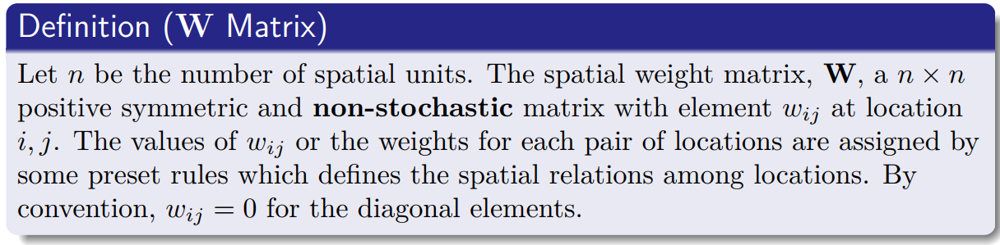 Definition (W Matrix)
Let n be the number of spatial units. The spatial weight matrix, W, a n × n
positive symmetric and non-stochastic matrix with element w_{ij} at location
i, j. The values of w_{ij} or the weights for each pair of locations are assigned by
some preset rules which defines the spatial relations among locations. By
convention, w_{ij} = 0 for the diagonal elements.